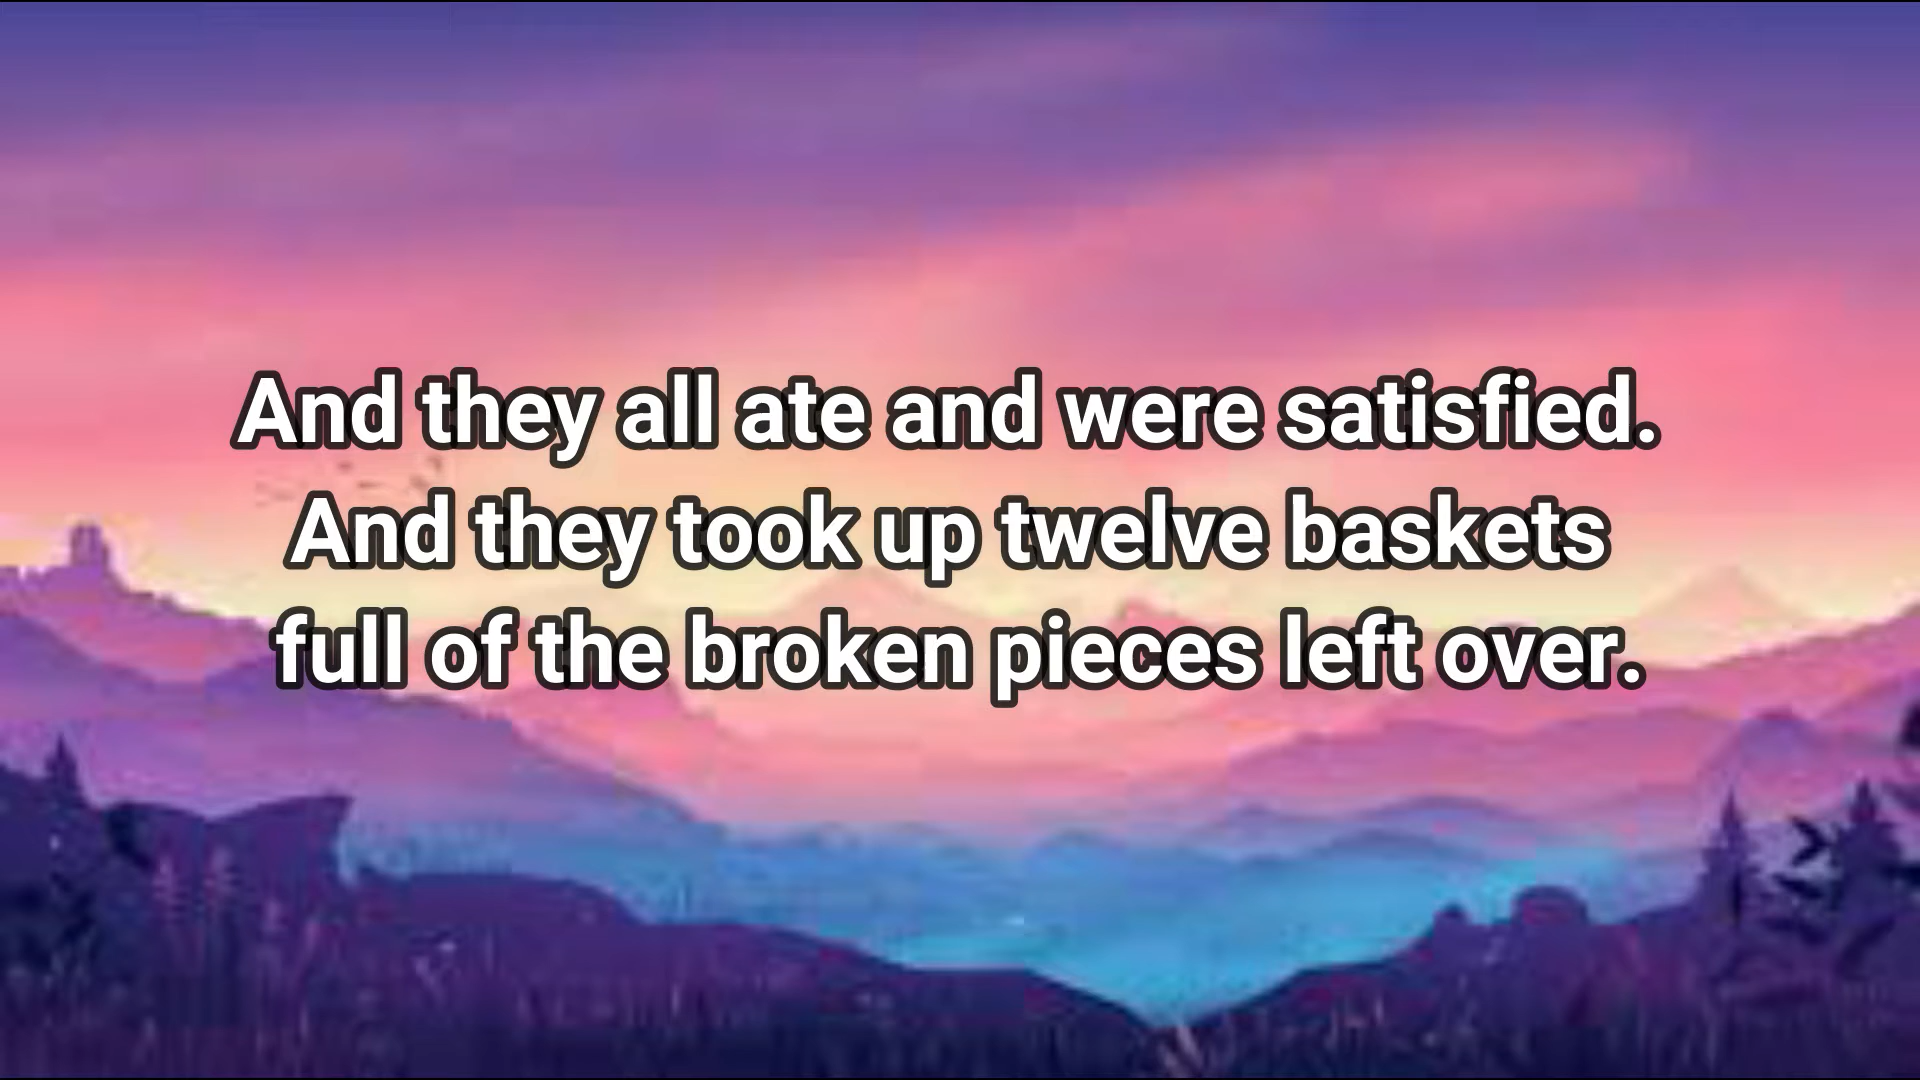 And they all ate and were satisfied.
And they took up twelve baskets
full of the broken pieces left over.